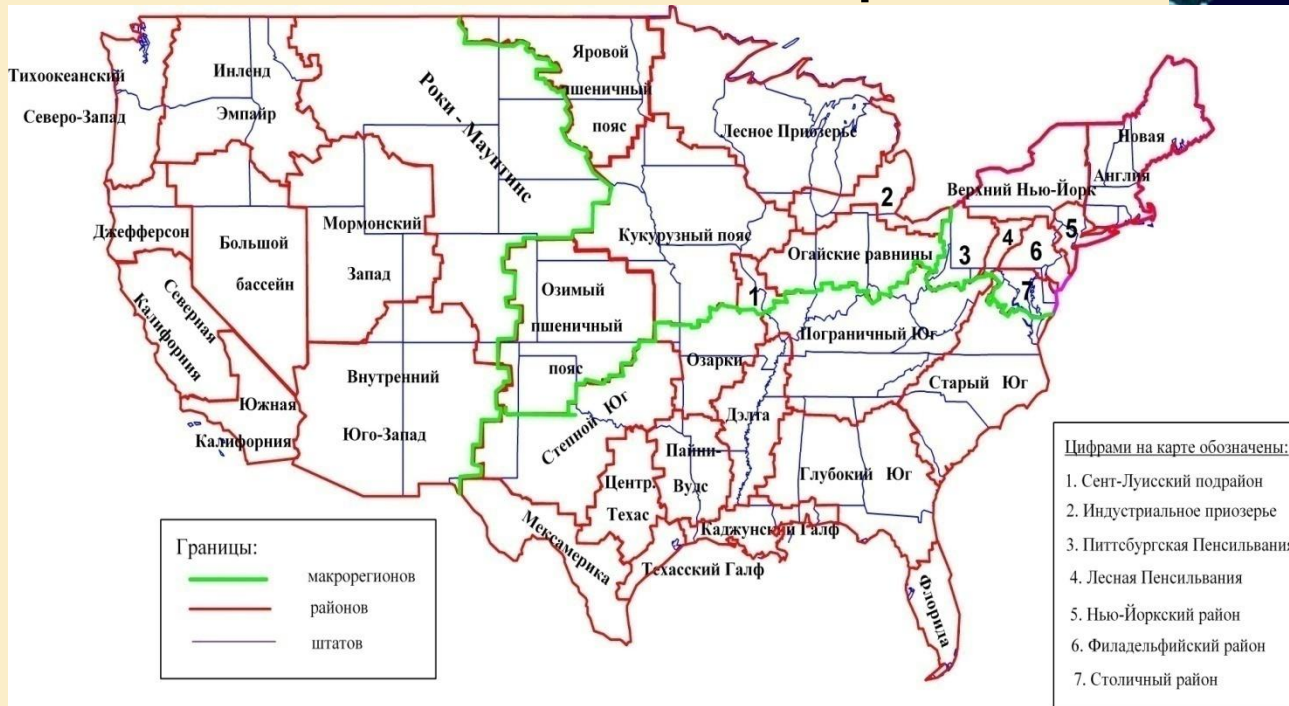 Яровой
пшеничный
пояс
Тихоокеанский
Северо-Запад
Инленд
Эмпайр
Роки - Маунтинс
Лесное Приозерье
Новая
Англия
Верхний Нью-Йорк
2
Джефферсон
Большой
бассейн
Мормонский
Запад
Кукурузный пояс
Огайские равнины
3
4
5
6
7
1
Северная
Калифорния
Озимый
пшеничный
пояс
Пограничный Юг
Озарки
Старый Юг
Южная
Калифорния
Внутренний
Юго-Запад
Степной Юг
Дэлта
Пайни-
Вудс
Глубокий Юг
Центр.
Техас
Мексамерика
Каджунский Галф
Техасский Галф
Флорида
Границы:
макрорегионов
районов
штатов
Цифрами на карте обозначены:
1. Сент-Луисский подрайон
2. Индустриальное приозерье
3. Питтсбургская Пенсильвания
4. Лесная Пенсильвания
5. Нью-Йоркский район
6. Филадельфийский район
7. Столичный район